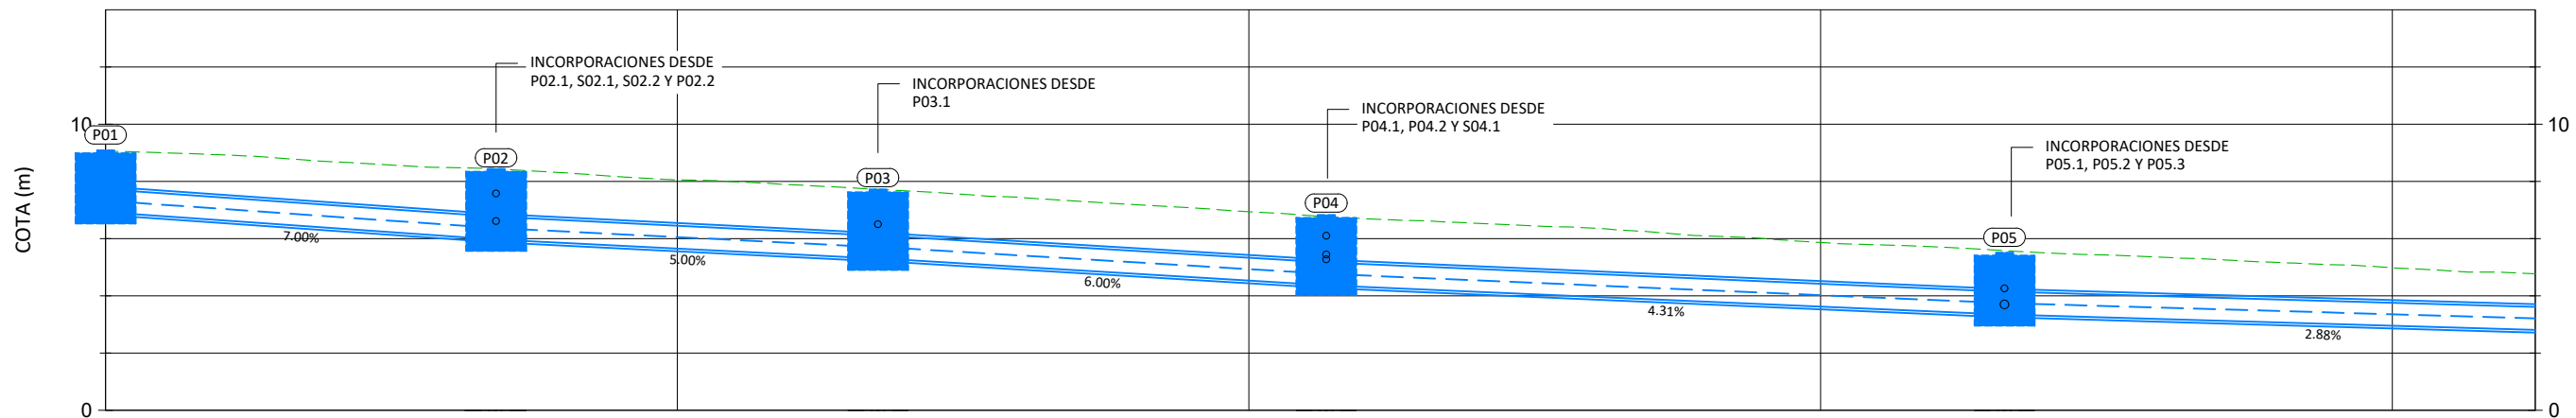 INCORPORACIONES DESDE
P02.1, S02.1, S02.2 Y P02.2
INCORPORACIONES DESDE
P03.1
INCORPORACIONES DESDE
P04.1, P04.2 Y S04.1
INCORPORACIONES DESDE
P05.1, P05.2 Y P05.3
10
10
P01
P02
P03
P04
P05
COTA (m)
7.00%
5.00%
6.00%
4.31%
2.88%
0
0